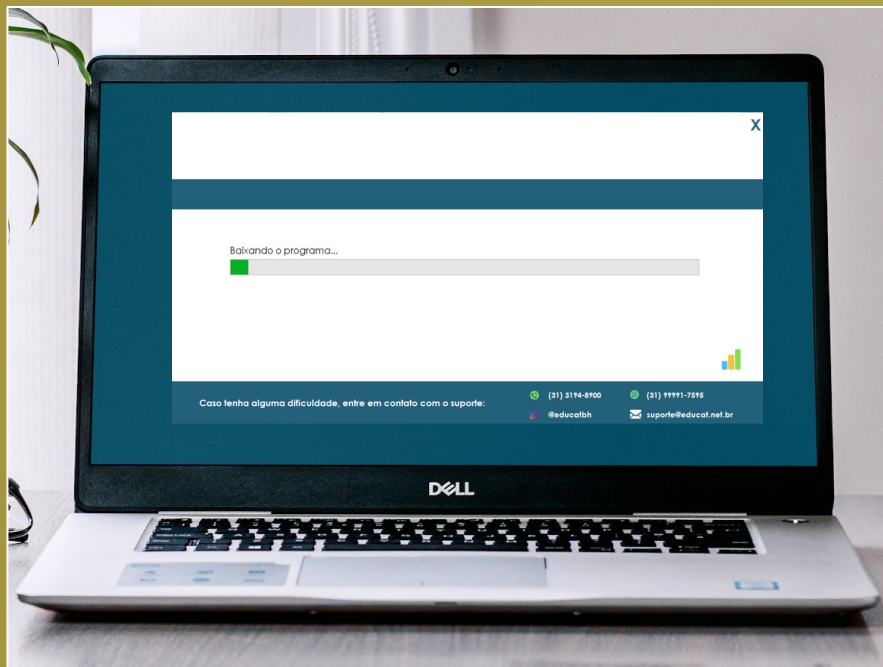 X
Baixando o programa...
Caso tenha alguma dificuldade, entre em contato com o suporte:
(31) 3194-8900
(31) 99991-7595
@educatbh
suporte@educat.net.br
DELL